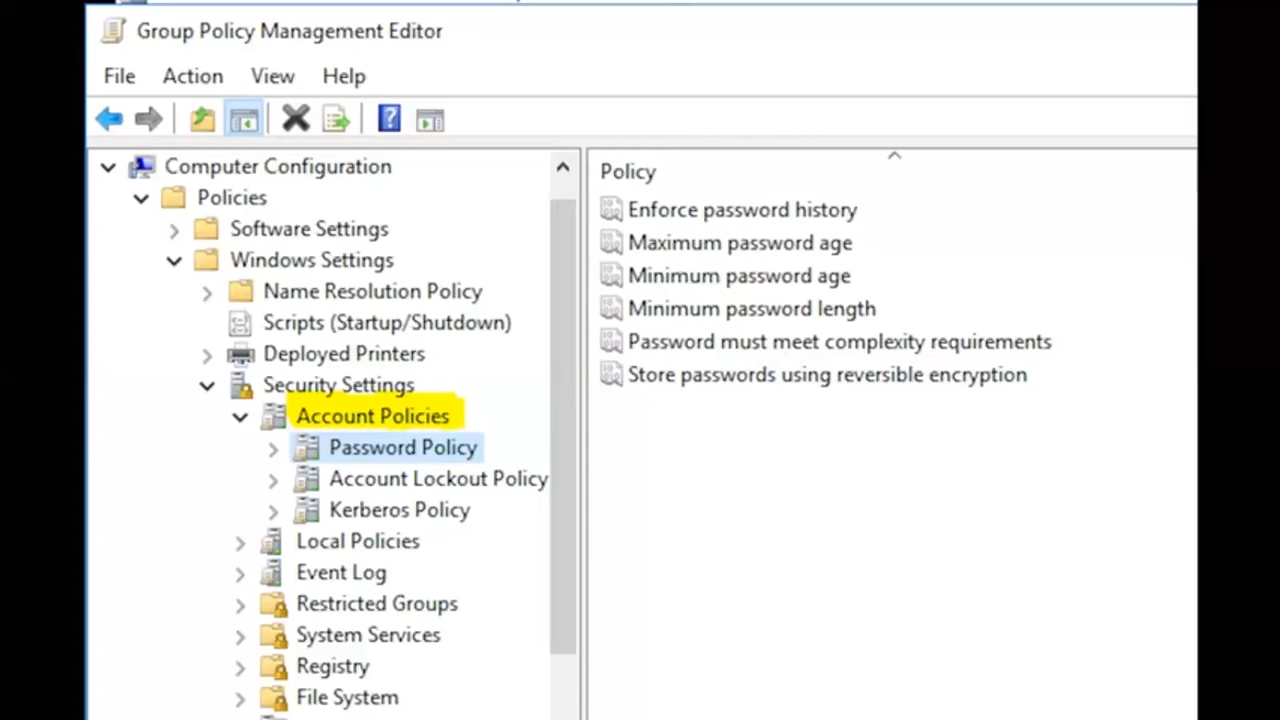 Group Policy Management Editor
File Action View Help
Computer Configuration
Policies
Software Settings
Windows Settings
Name Resolution Policy
Scripts (Startup/Shutdown)
Deployed Printers
Security Settings
Account Policies
Password Policy
Account Lockout Policy
Kerberos Policy
Local Policies
Event Log
Restricted Groups
System Services
Registry
File System
Policy
Enforce password history
Maximum password age
Minimum password age
Minimum password length
Password must meet complexity requirements
Store passwords using reversible encryption